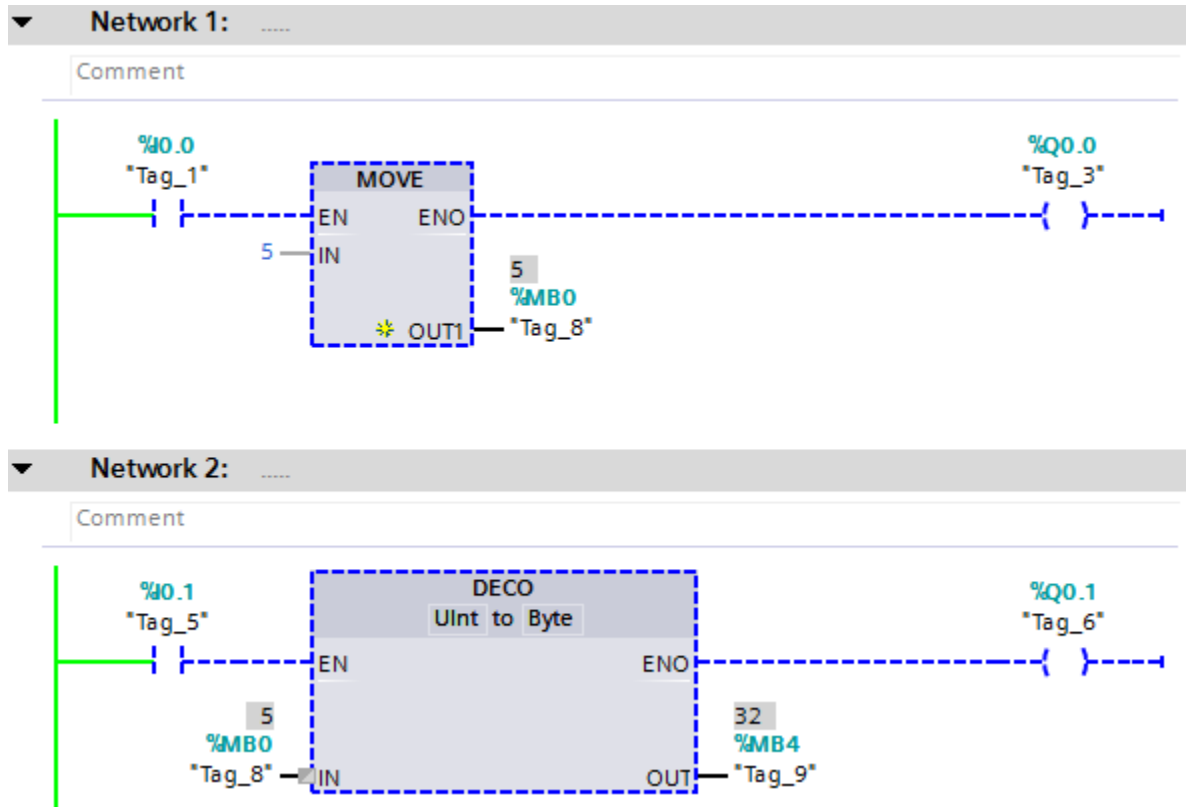 Network 1: .....
Comment
%I0.0
"Tag_1"
%Q0.0
"Tag_3"
MOVE
EN ENO
5 IN
5
%MB0
OUT1 "Tag_8"
Network 2: .....
Comment
%I0.1
"Tag_5"
DECO
UInt to Byte
%Q0.1
"Tag_6"
EN ENO
5
%MB0
"Tag_8" IN
32
%MB4
OUT "Tag_9"